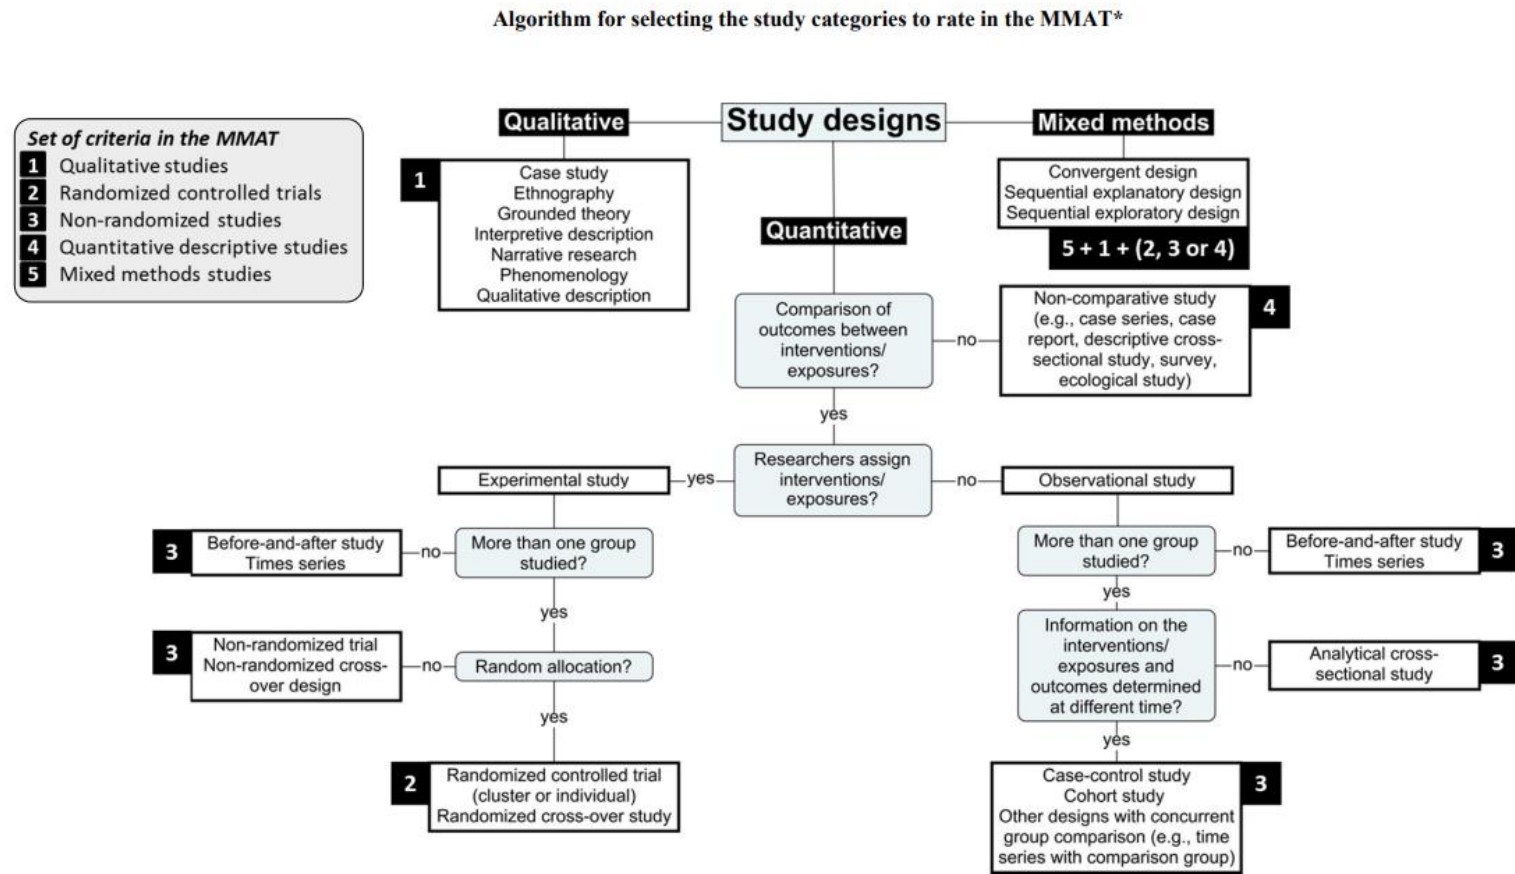 Algorithm for selecting the study categories to rate in the MMAT*
Set of criteria in the MMAT
1 Qualitative studies
2 Randomized controlled trials
3 Non-randomized studies
4 Quantitative descriptive studies
5 Mixed methods studies
Study designs
Qualitative
1
Case study
Ethnography
Grounded theory
Interpretive description
Narrative research
Phenomenology
Qualitative description
Mixed methods
Convergent design
Sequential explanatory design
Sequential exploratory design
5 + 1 + (2, 3 or 4)
Quantitative
Comparison of
outcomes between
interventions/
exposures?
no
Non-comparative study
(e.g., case series, case
report, descriptive cross-
sectional study, survey,
ecological study)
4
yes
Researchers assign
interventions/
exposures?
yes
Experimental study
no
Observational study
More than one group
studied?
no
3
Before-and-after study
Times series
yes
Random allocation?
no
3
Non-randomized trial
Non-randomized cross-
over design
yes
2
Randomized controlled trial
(cluster or individual)
Randomized cross-over study
More than one group
studied?
no
Before-and-after study
Times series
3
yes
Information on the
interventions/
exposures and
outcomes determined
at different time?
no
Analytical cross-
sectional study
3
yes
Case-control study
Cohort study
Other designs with concurrent
group comparison (e.g., time
series with comparison group)
3